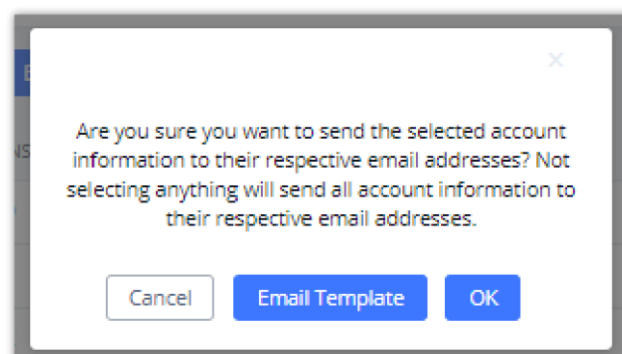 Are you sure you want to send the selected account
information to their respective email addresses? Not
selecting anything will send all account information to
their respective email addresses.
Cancel
Email Template
OK